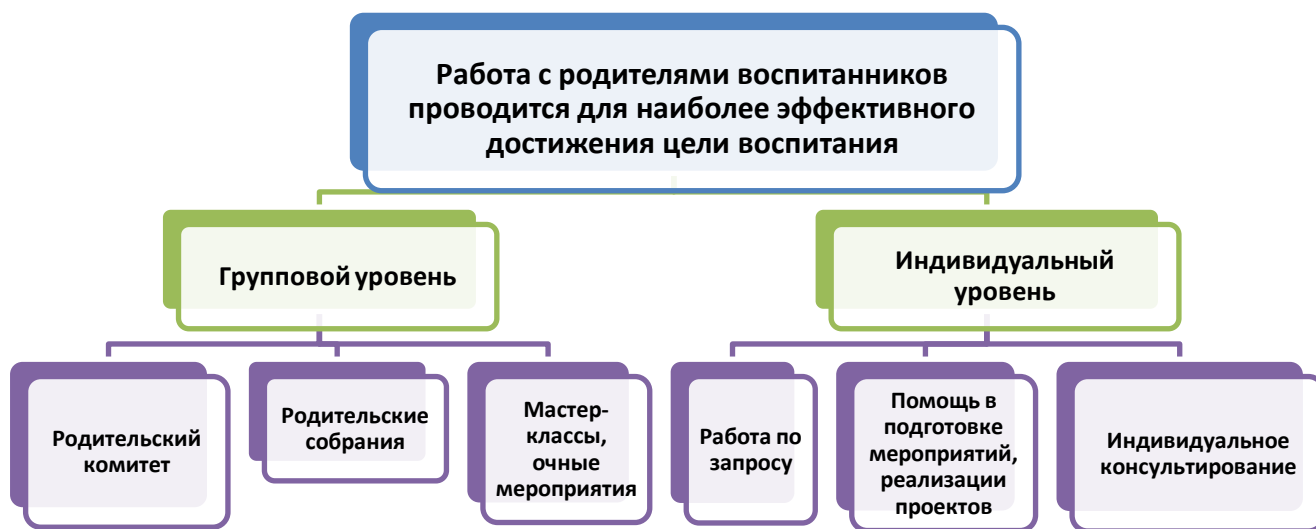 Работа с родителями воспитанников
проводится для наиболее эффективного
достижения цели воспитания
Групповой уровень
Индивидуальный
уровень
Родительский
комитет
Родительские
собрания
Мастер-
классы,
очные
мероприятия
Работа по
запросу
Помощь в
подготовке
мероприятий,
реализации
проектов
Индивидуальное
консультирование